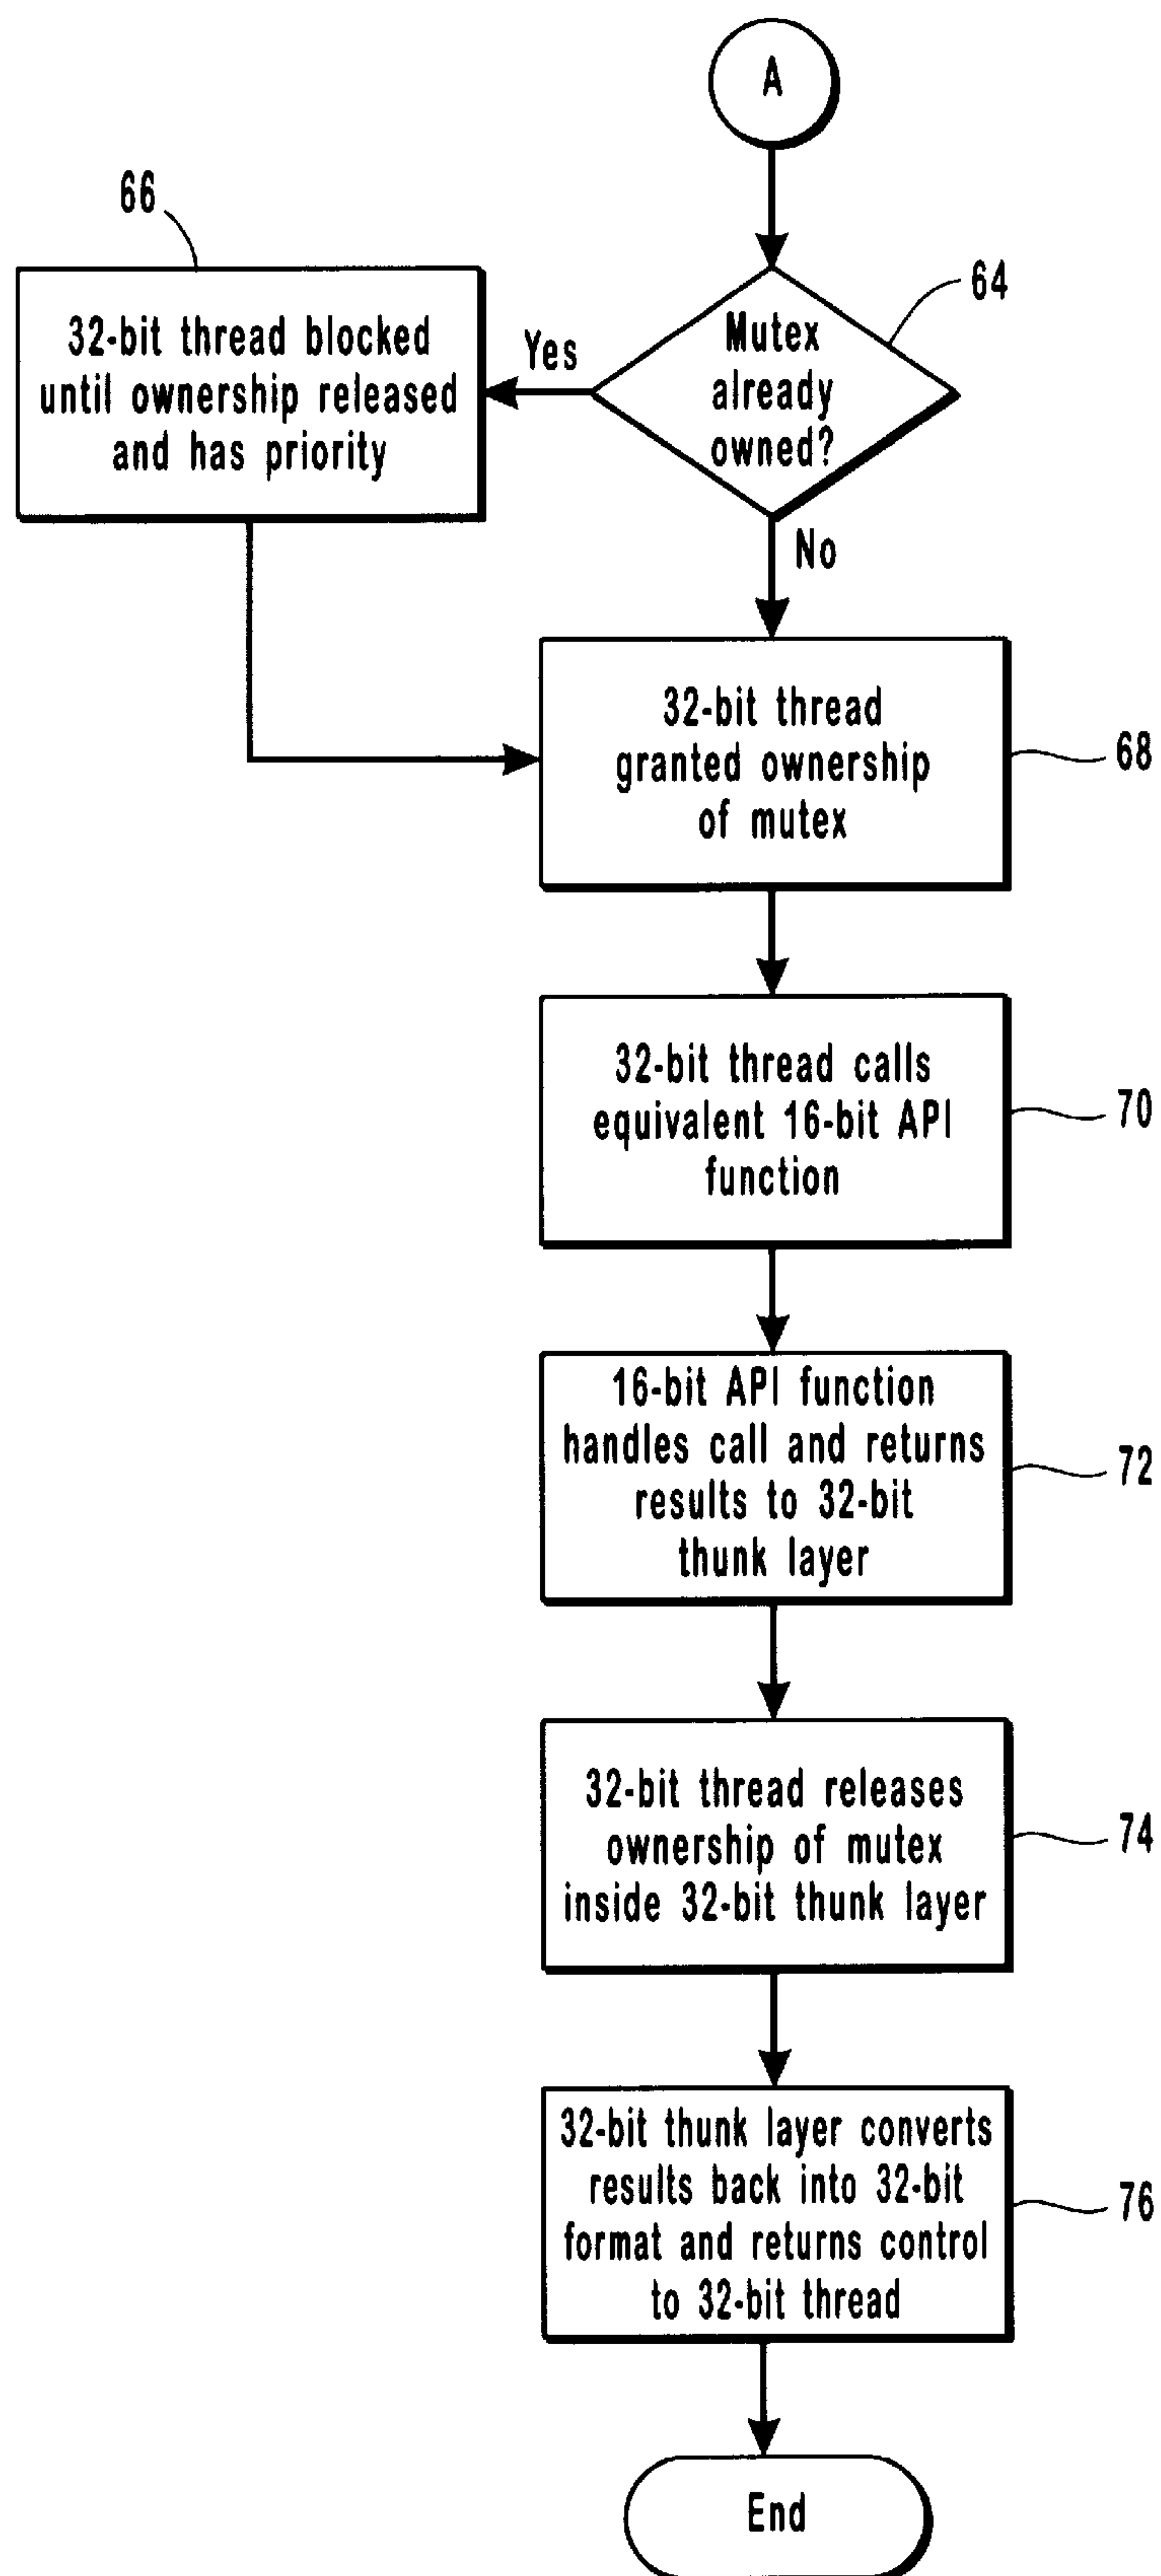 A
66
64
32-bit thread blocked
until ownership released
and has priority
Yes
Mutex
already
owned?
No
32-bit thread
granted ownership
of mutex
68
32-bit thread calls
equivalent 16-bit API
function
70
16-bit API function
handles call and returns
results to 32-bit
thunk layer
72
32-bit thread releases
ownership of mutex
inside 32-bit thunk layer
74
32-bit thunk layer converts
results back into 32-bit
format and returns control
to 32-bit thread
76
End